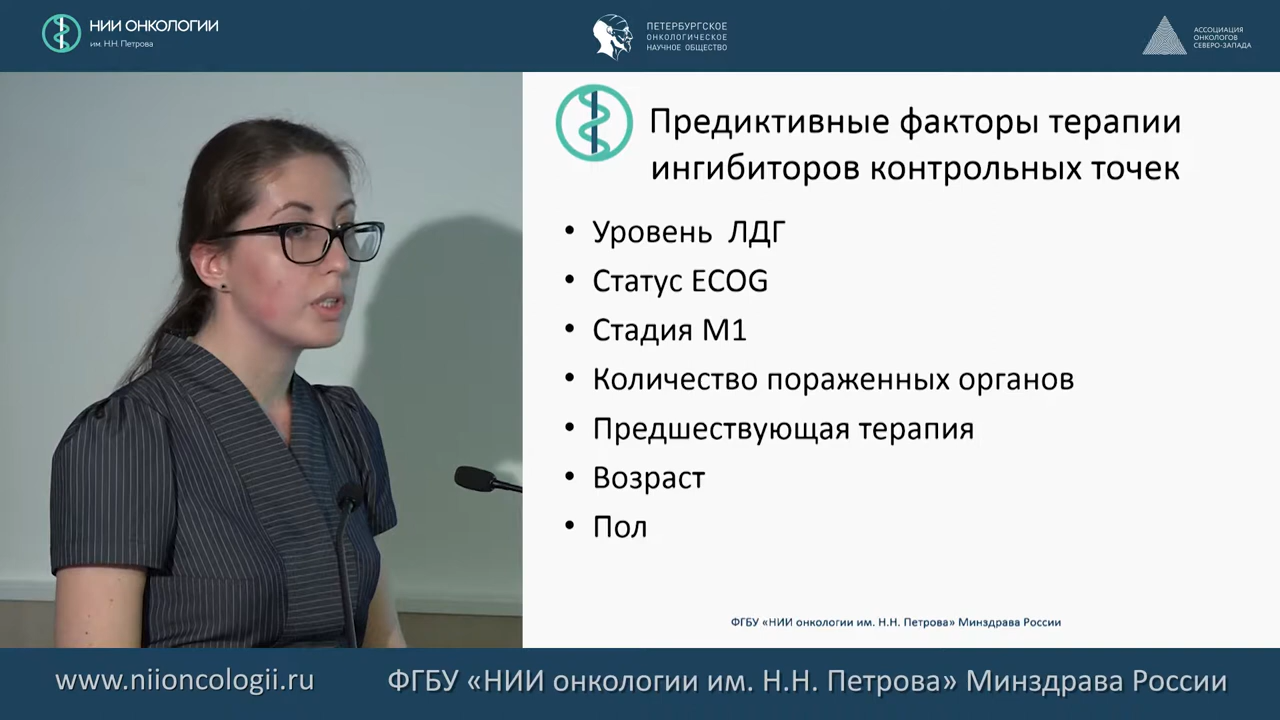 НИИ ОНКОЛОГИИ
им. Н.Н. Петрова
ПЕТЕРБУРГСКОЕ
ОНКОЛОГИЧЕСКОЕ
НАУЧНОЕ ОБЩЕСТВО
АССОЦИАЦИЯ
ОНКОЛОГОВ
СЕВЕРО-ЗАПАДА
Предиктивные факторы терапии
ингибиторов контрольных точек
• Уровень ЛДГ
• Статус ECOG
• Стадия М1
• Количество пораженных органов
• Предшествующая терапия
• Возраст
• Пол
ФГБУ «НИИ онкологии им. Н.Н. Петрова» Минздрава России
www.niioncologii.ru
ФГБУ «НИИ онкологии им. Н.Н. Петрова» Минздрава России